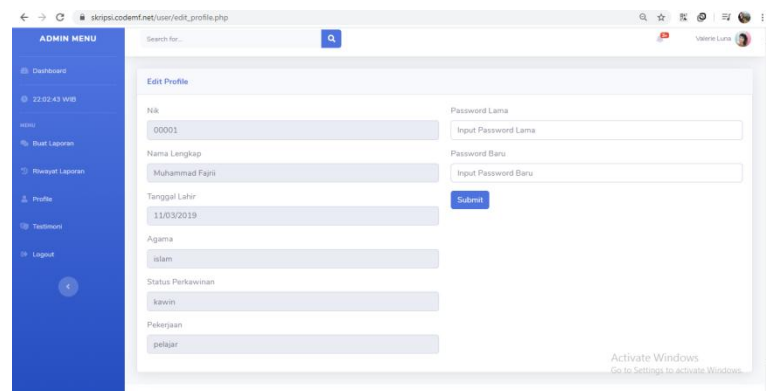 skripsi.codemf.net/user/edit_profile.php
ADMIN MENU
Search for...
Valerie Luna
Dashboard
22:02:43 WIB
MENU
Buat Laporan
Riwayat Laporan
Profile
Testimoni
Logout
Edit Profile
Nik
00001
Nama Lengkap
Muhammad Fajrii
Tanggal Lahir
11/03/2019
Agama
islam
Status Perkawinan
kawin
Pekerjaan
pelajar
Password Lama
Input Password Lama
Password Baru
Input Password Baru
Submit
Activate Windows
Go to Settings to activate Windows.